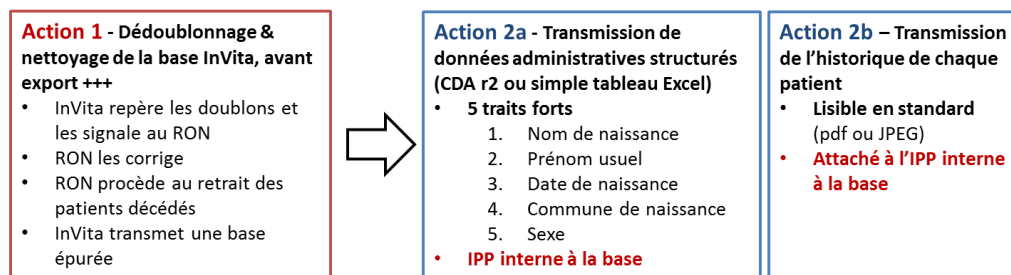 Action 1 - Dédoublonnage &
nettoyage de la base InVita, avant
export +++
• InVita repère les doublons et
les signale au RON
• RON les corrige
• RON procède au retrait des
patients décédés
• InVita transmet une base
épurée
Action 2a - Transmission de
données administratives structurés
(CDA r2 ou simple tableau Excel)
• 5 traits forts
1. Nom de naissance
2. Prénom usuel
3. Date de naissance
4. Commune de naissance
5. Sexe
• IPP interne à la base
Action 2b – Transmission
de l’historique de chaque
patient
• Lisible en standard
(pdf ou JPEG)
• Attaché à l’IPP interne
à la base